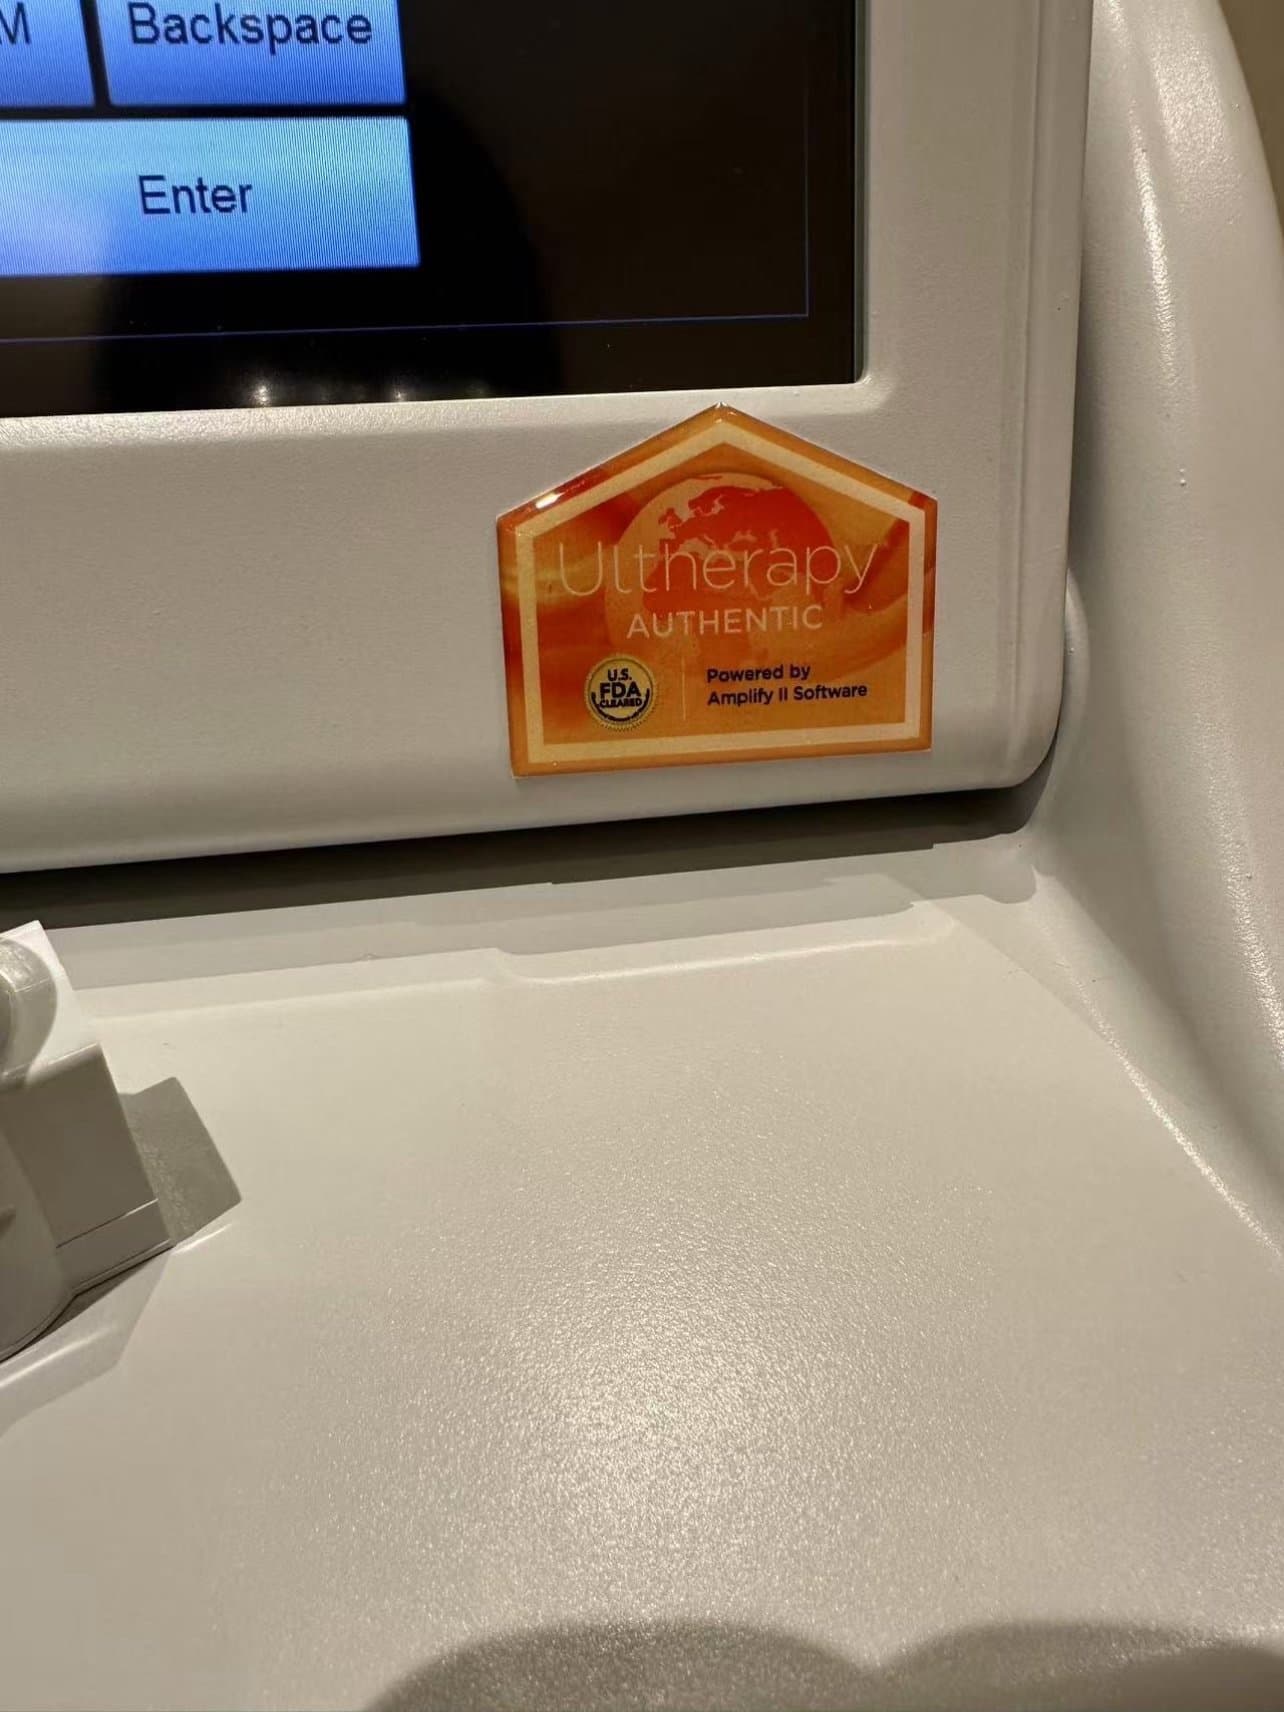 M
Backspace
Enter
Ultherapy
AUTHENTIC
U.S.
FDA
CLEARED
Powered by
Amplify II Software